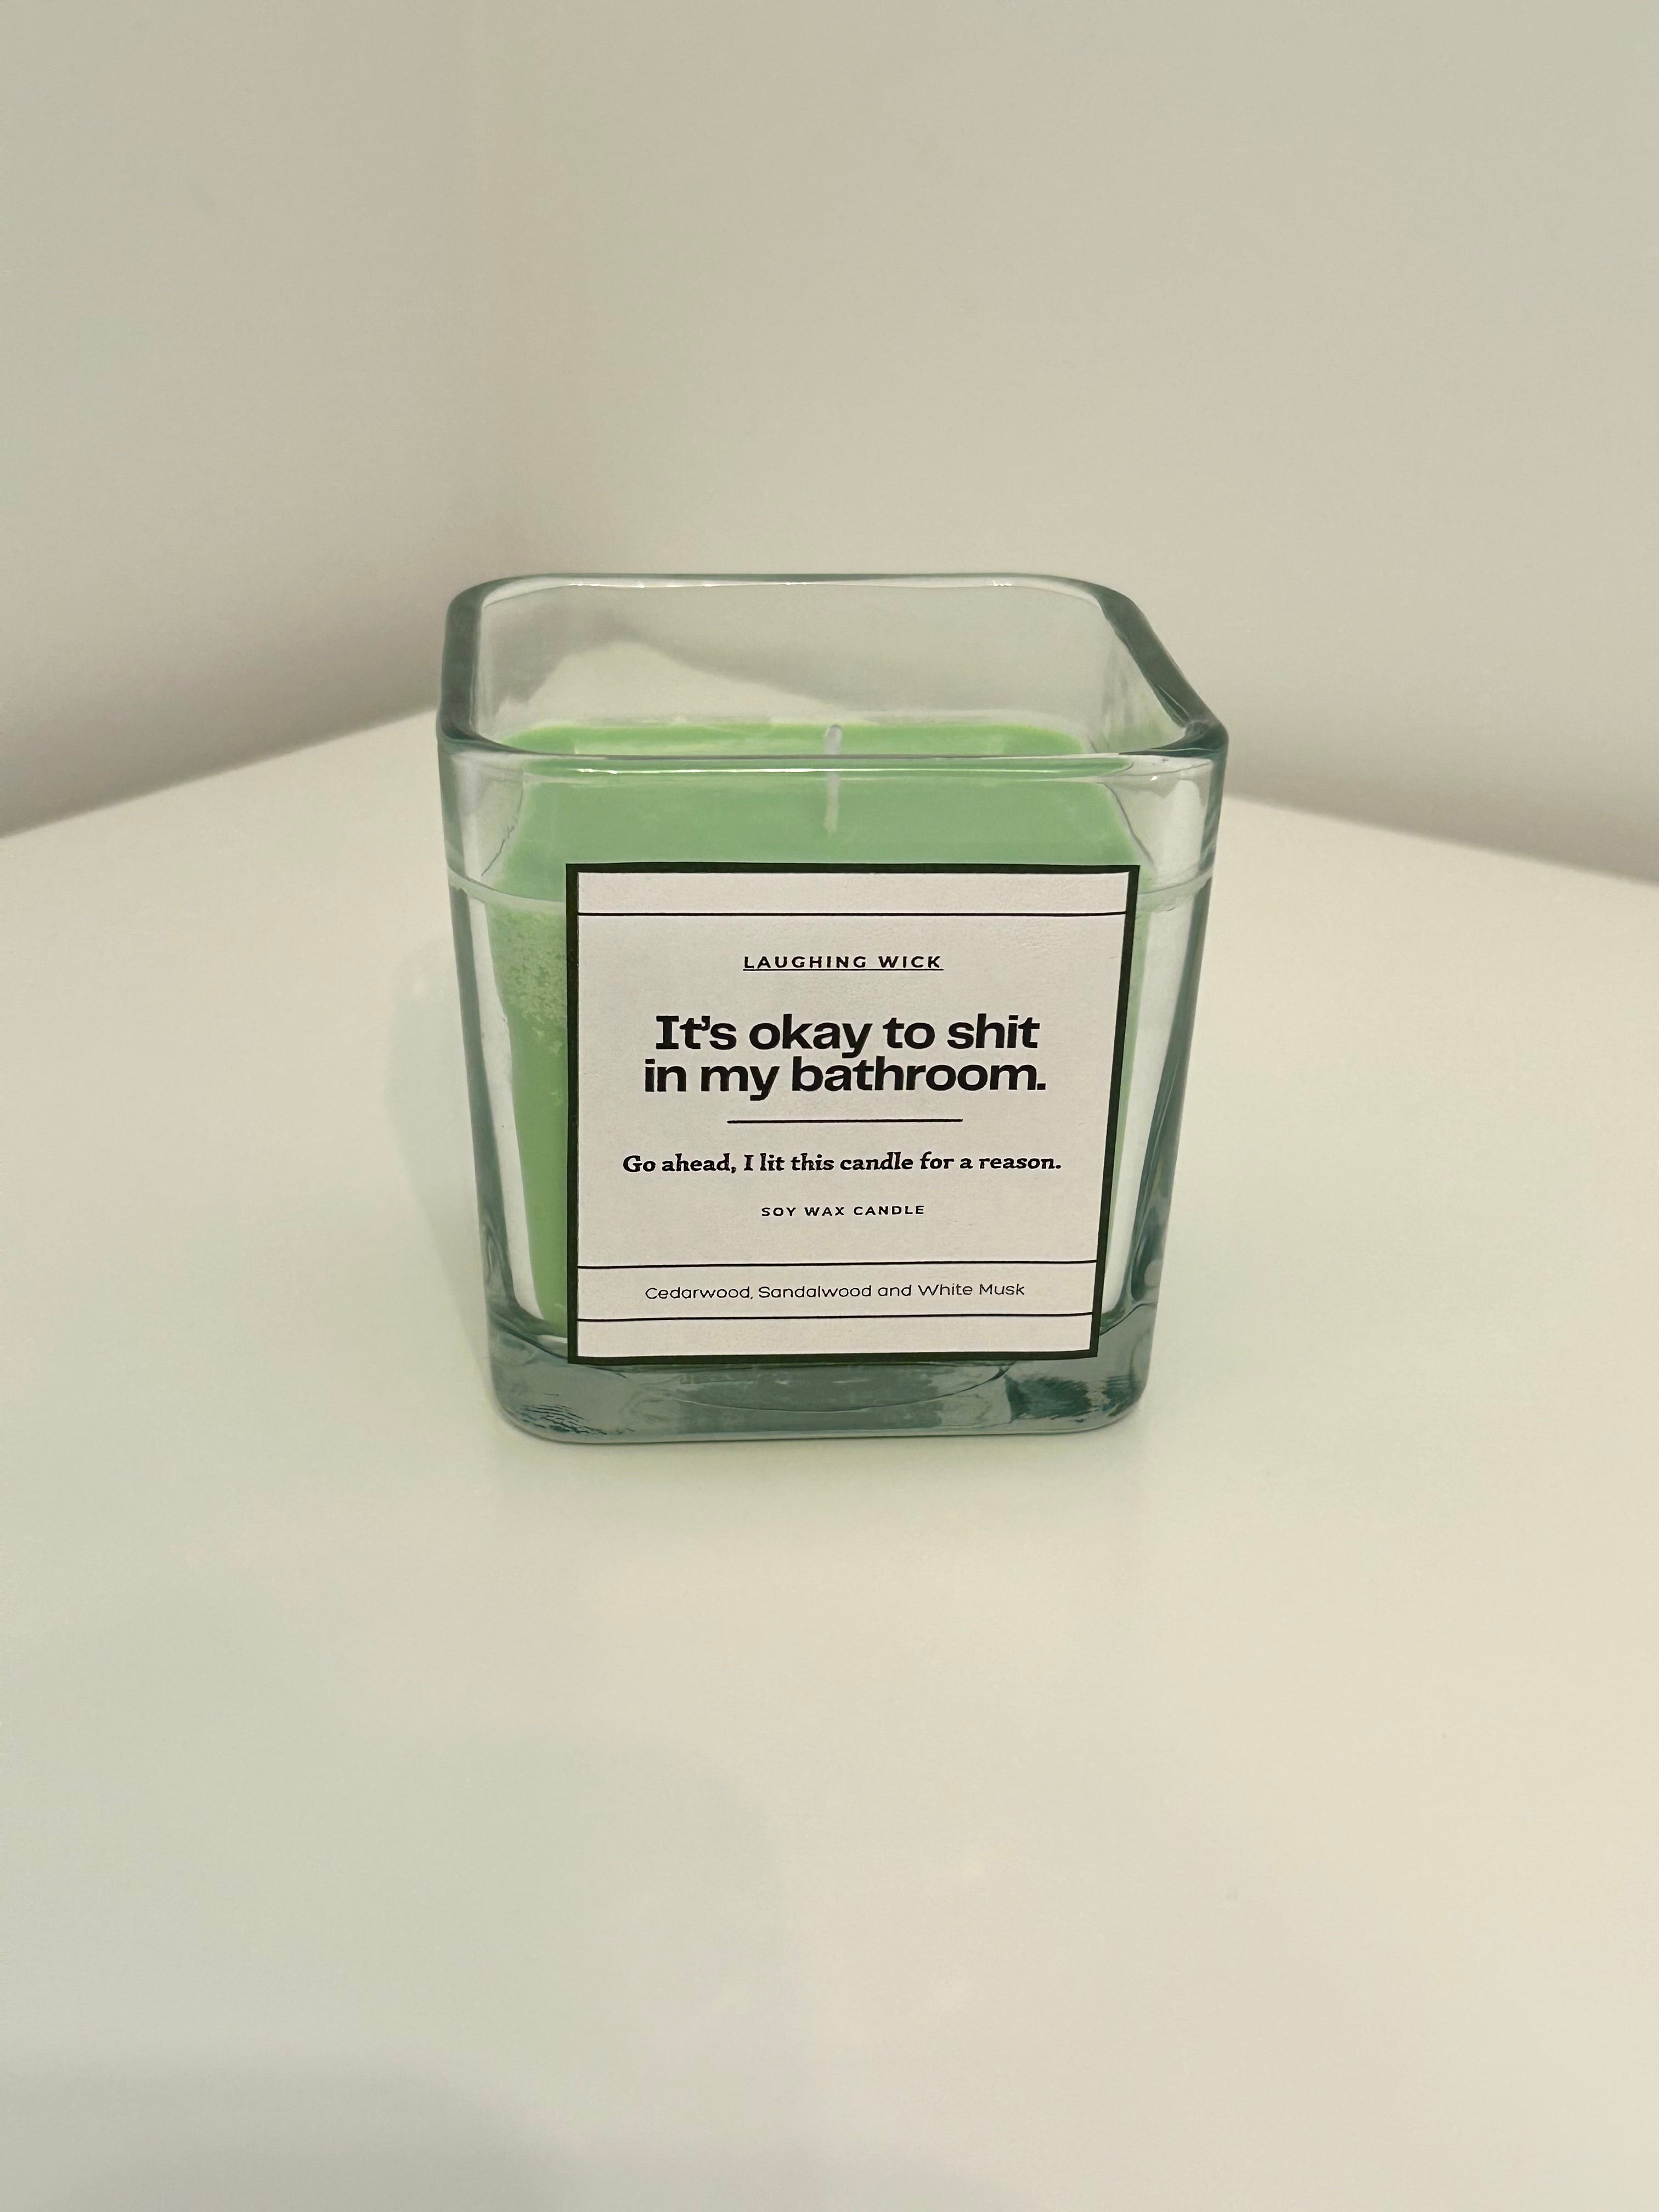 LAUGHING WICK
It’s okay to shit
in my bathroom.
Go ahead, I lit this candle for a reason.
SOY WAX CANDLE
Cedarwood, Sandalwood and White Musk